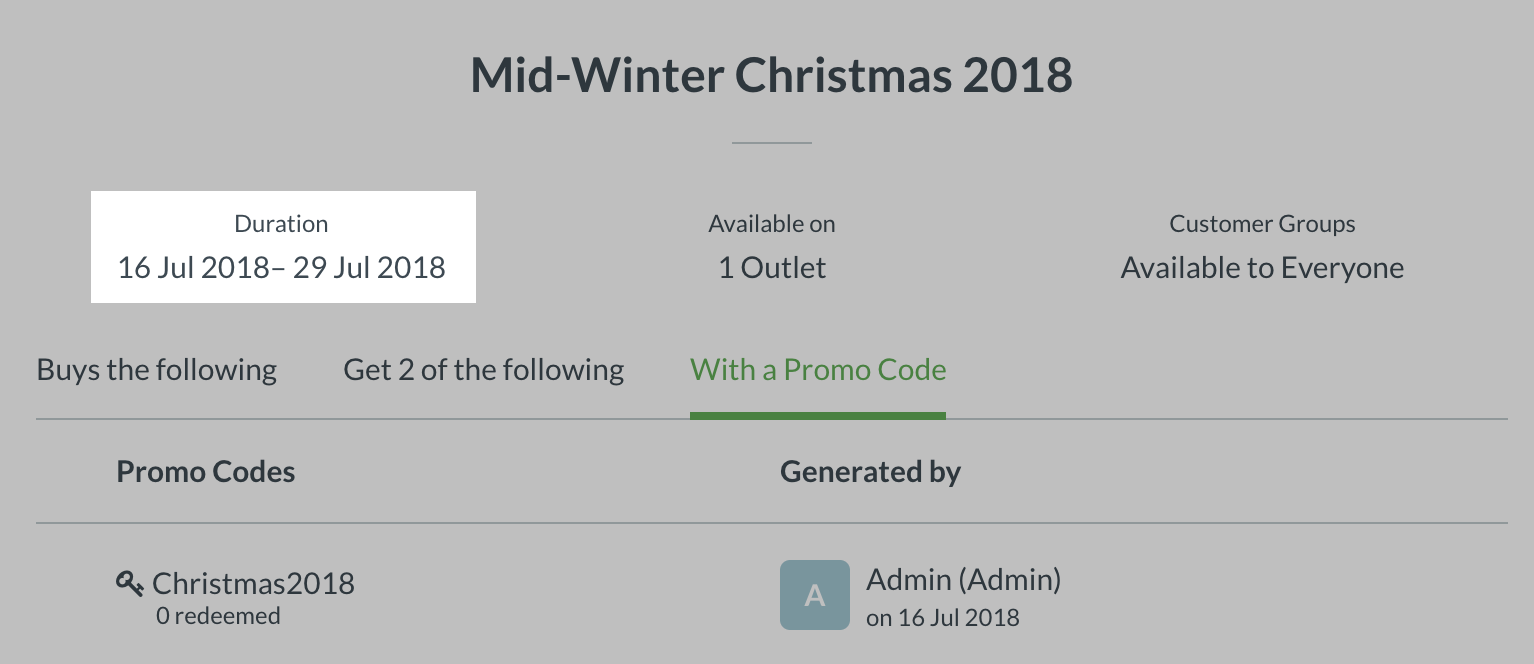 Mid-Winter Christmas 2018
Duration
16 Jul 2018– 29 Jul 2018
Available on
1 Outlet
Customer Groups
Available to Everyone
Buys the following
Get 2 of the following
With a Promo Code
Promo Codes
Generated by
Christmas2018
0 redeemed
A
Admin (Admin)
on 16 Jul 2018